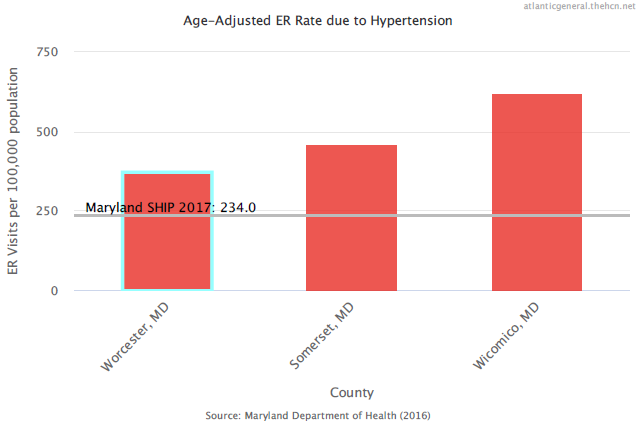 atlanticgeneral.thehcn.net
Age-Adjusted ER Rate due to Hypertension
ER Visits per 100,000 population
750
500
250
0
Maryland SHIP 2017: 234.0
Worcester, MD
Somerset, MD
Wicomico, MD
County
Source: Maryland Department of Health (2016)